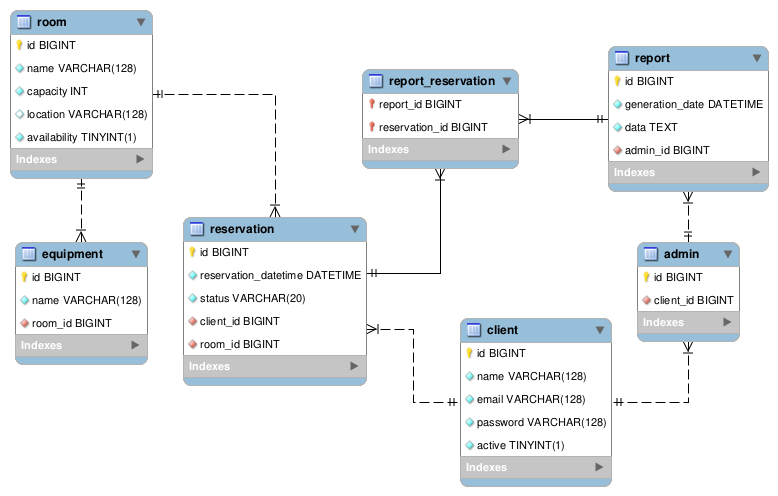 room
id BIGINT
name VARCHAR(128)
capacity INT
location VARCHAR(128)
availability TINYINT(1)
Indexes
equipment
id BIGINT
name VARCHAR(128)
room_id BIGINT
Indexes
reservation
id BIGINT
reservation_datetime DATETIME
status VARCHAR(20)
client_id BIGINT
room_id BIGINT
Indexes
report_reservation
report_id BIGINT
reservation_id BIGINT
Indexes
report
id BIGINT
generation_date DATETIME
data TEXT
admin_id BIGINT
Indexes
admin
id BIGINT
client_id BIGINT
Indexes
client
id BIGINT
name VARCHAR(128)
email VARCHAR(128)
password VARCHAR(128)
active TINYINT(1)
Indexes